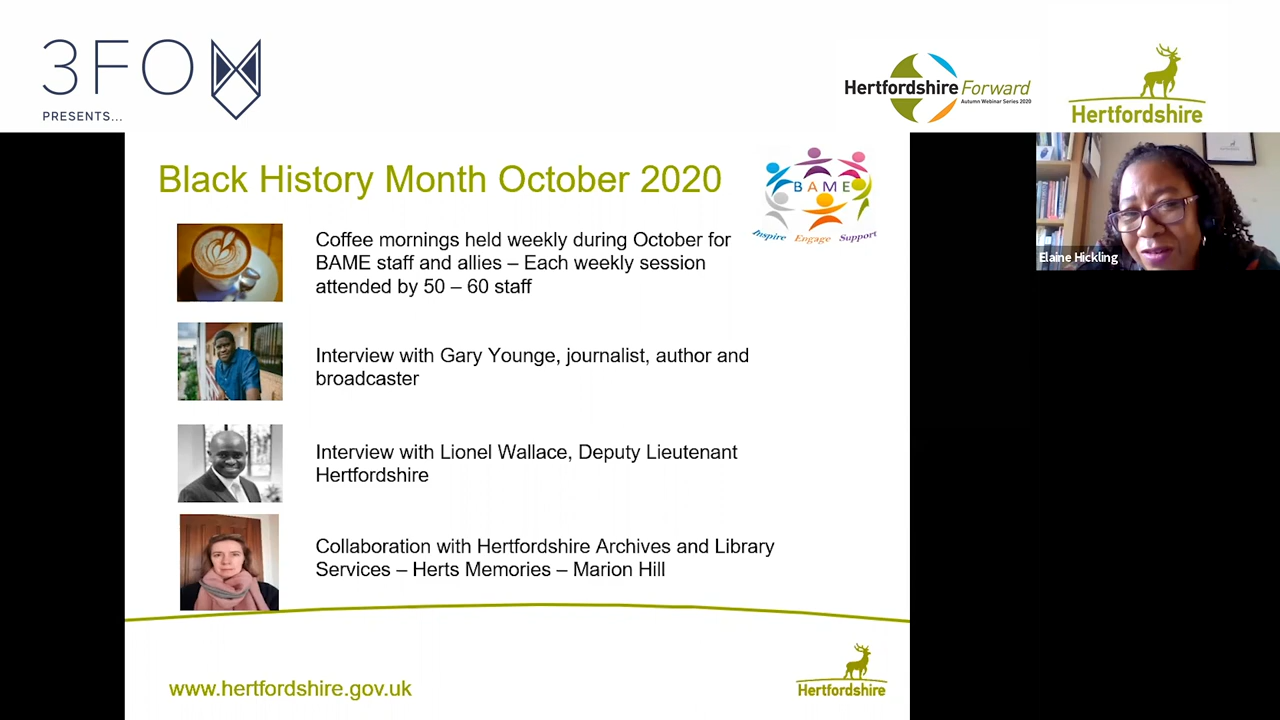 3FOX
PRESENTS...
Hertfordshire Forward
Autumn Webinar Series 2020
Hertfordshire
Black History Month October 2020
BAME
Inspire Engage Support
Coffee mornings held weekly during October for
BAME staff and allies – Each weekly session
attended by 50 – 60 staff
Interview with Gary Younge, journalist, author and
broadcaster
Interview with Lionel Wallace, Deputy Lieutenant
Hertfordshire
Collaboration with Hertfordshire Archives and Library
Services – Herts Memories – Marion Hill
Elaine Hickling
www.hertfordshire.gov.uk
Hertfordshire